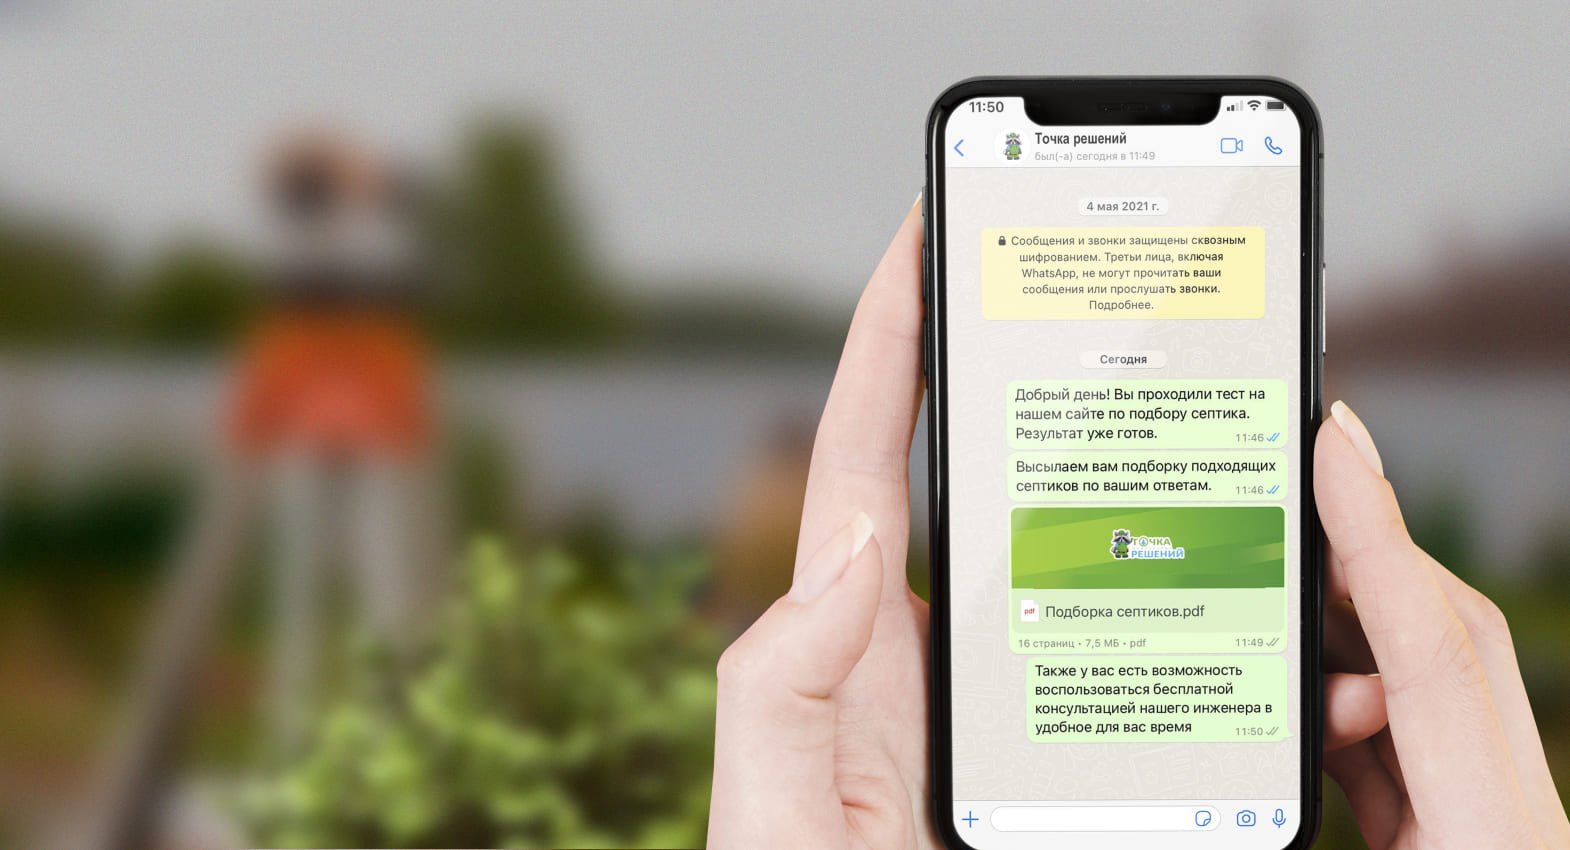 11:50
Точка решений
был(-а) сегодня в 11:49
4 мая 2021 г.
Сообщения и звонки защищены сквозным
шифрованием. Третьи лица, включая
WhatsApp, не могут прочитать ваши
сообщения или прослушать звонки.
Подробнее.
Сегодня
Добрый день! Вы проходили тест на
нашем сайте по подбору септика.
Результат уже готов.
11:46
Высылаем вам подборку подходящих
септиков по вашим ответам.
11:46
ТОЧКА
РЕШЕНИЙ
pdf
Подборка септиков.pdf
16 страниц • 7,5 МБ • pdf
11:49
Также у вас есть возможность
воспользоваться бесплатной
консультацией нашего инженера в
удобное для вас время
11:50